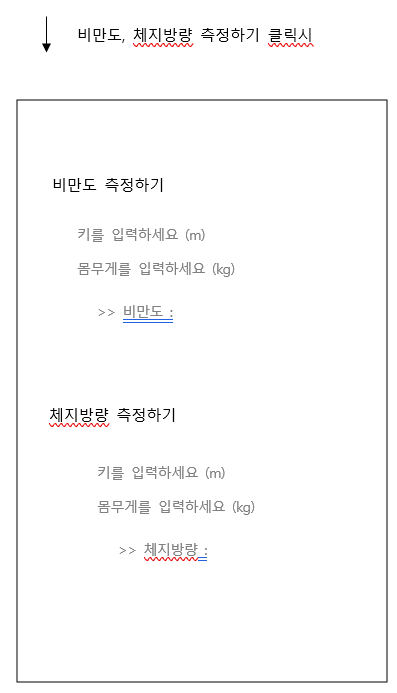 비만도, 체지방량 측정하기 클릭시
비만도 측정하기
키를 입력하세요 (m)
몸무게를 입력하세요 (kg)
>> 비만도 :
체지방량 측정하기
키를 입력하세요 (m)
몸무게를 입력하세요 (kg)
>> 체지방량 :